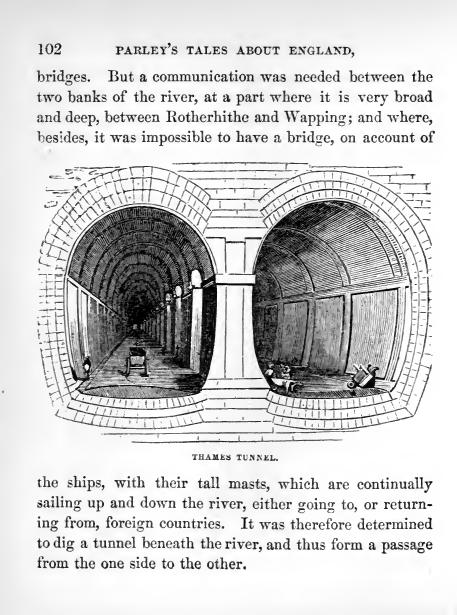 102 PARLEY'S TALES ABOUT ENGLAND,
bridges. But a communication was needed between the
two banks of the river, at a part where it is very broad
and deep, between Rotherhithe and Wapping; and where,
besides, it was impossible to have a bridge, on account of
THAMES TUNNEL.
the ships, with their tall masts, which are continually
sailing up and down the river, either going to, or return-
ing from, foreign countries. It was therefore determined
to dig a tunnel beneath the river, and thus form a passage
from the one side to the other.